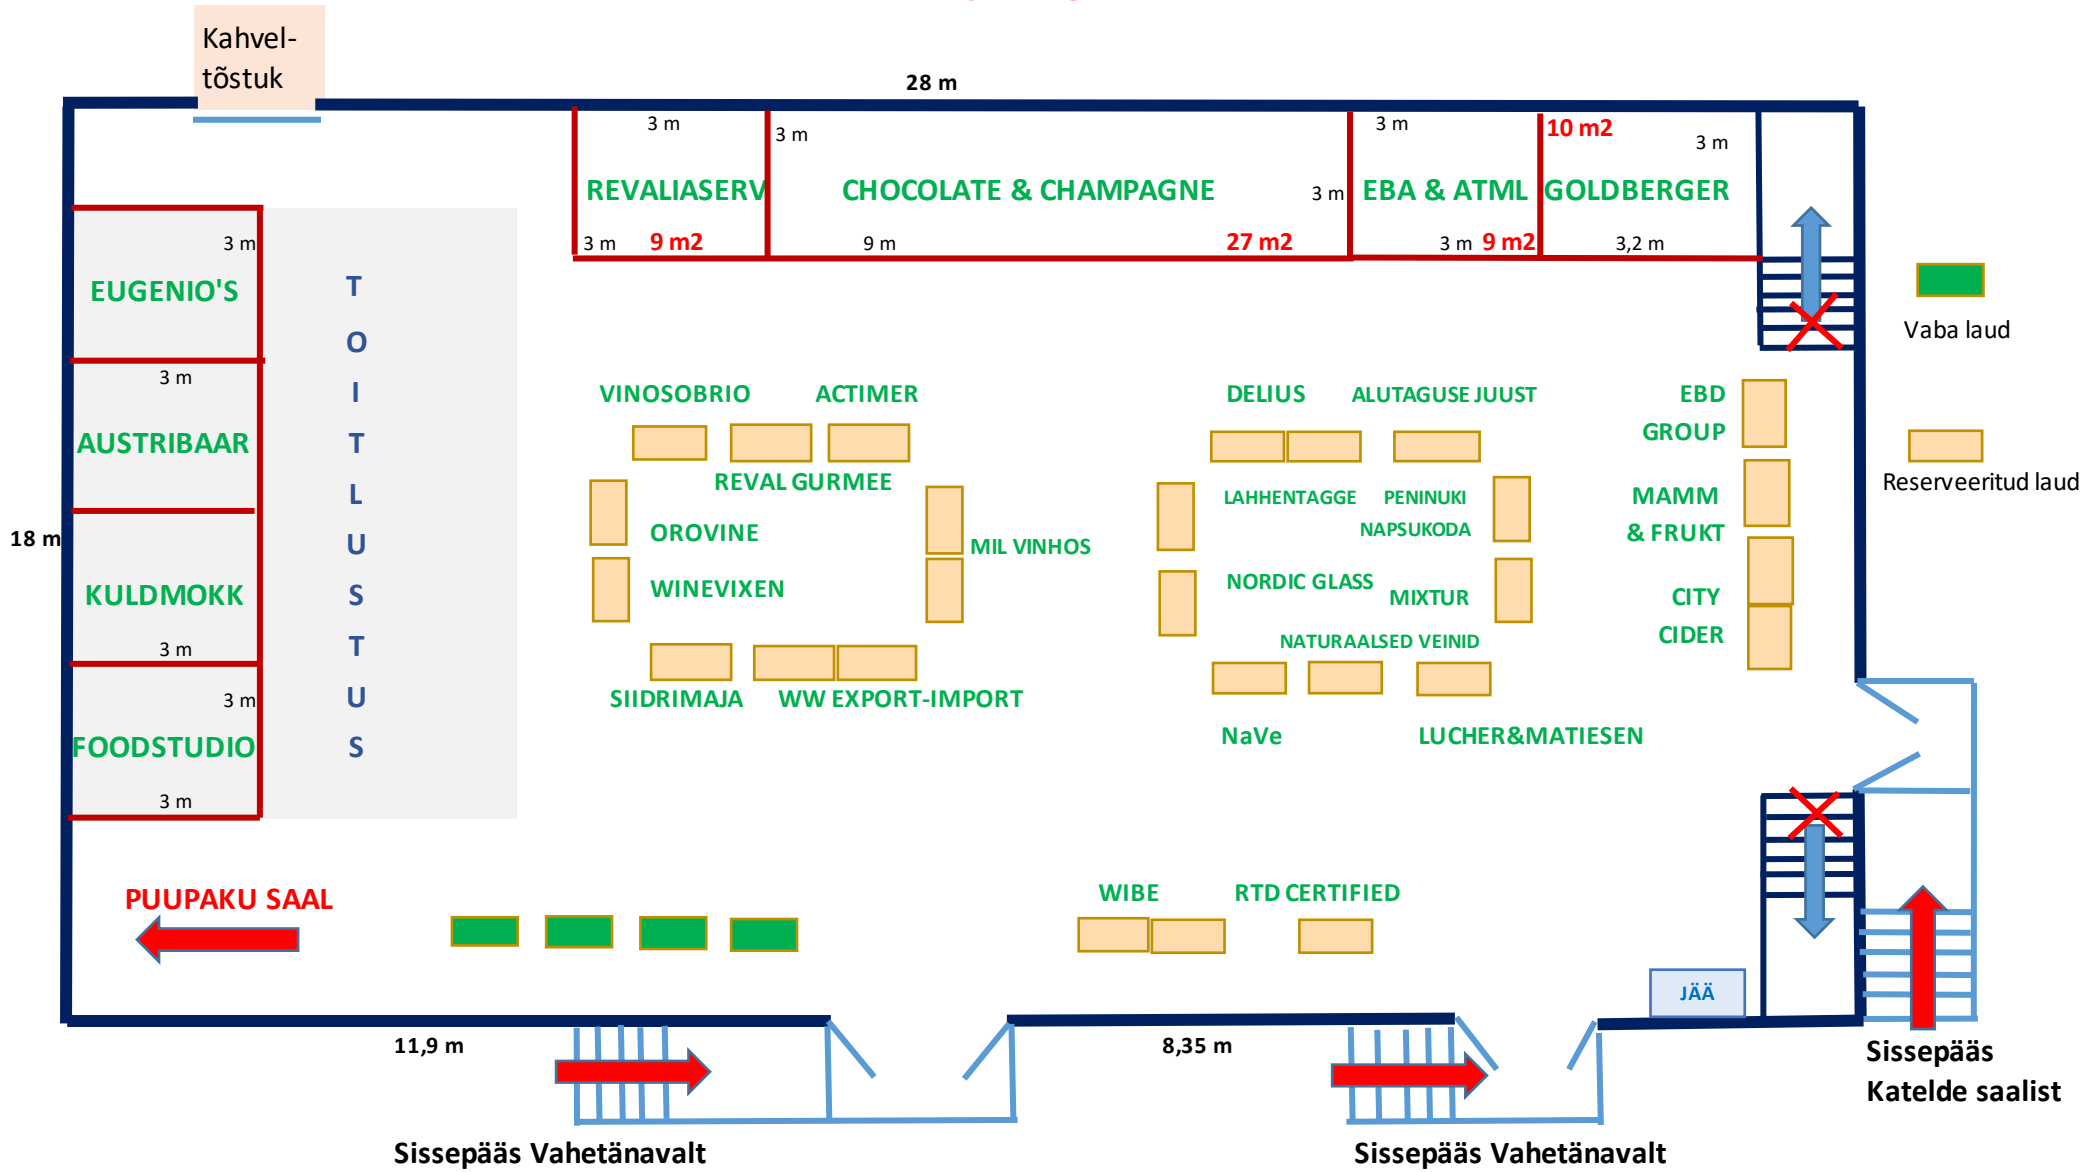 Kahvel-
tõstuk
28 m
3 m
3 m
3 m
10 m2
3 m
REVALIASERV
CHOCOLATE & CHAMPAGNE
3 m
EBA & ATML
GOLDBERGER
3 m
9 m2
9 m
27 m2
3 m
9 m2
3,2 m
3 m
EUGENIO'S
3 m
AUSTRIBAAR
KULDMOKK
3 m
3 m
FOODSTUDIO
3 m
18 m
T
O
I
T
L
U
S
T
U
S
Vaba laud
Reserveeritud laud
VINOSOBRIO
ACTIMER
REVAL GURMEE
OROVINE
MIL VINHOS
WINEVIXEN
SIIDRIMAJA
WW EXPORT-IMPORT
DELIUS
ALUTAGUSE JUUST
LAHHENTAGGE
PENINUKI
NAPSUKODA
NORDIC GLASS
MIXTUR
NATURAALSED VEINID
NaVe
LUCHER&MATIESEN
EBD
GROUP
MAMM
& FRUKT
CITY
CIDER
PUUPAKU SAAL
WIBE
RTD CERTIFIED
JÄÄ
11,9 m
8,35 m
Sissepääs
Katelde saalist
Sissepääs Vahetänavalt
Sissepääs Vahetänavalt